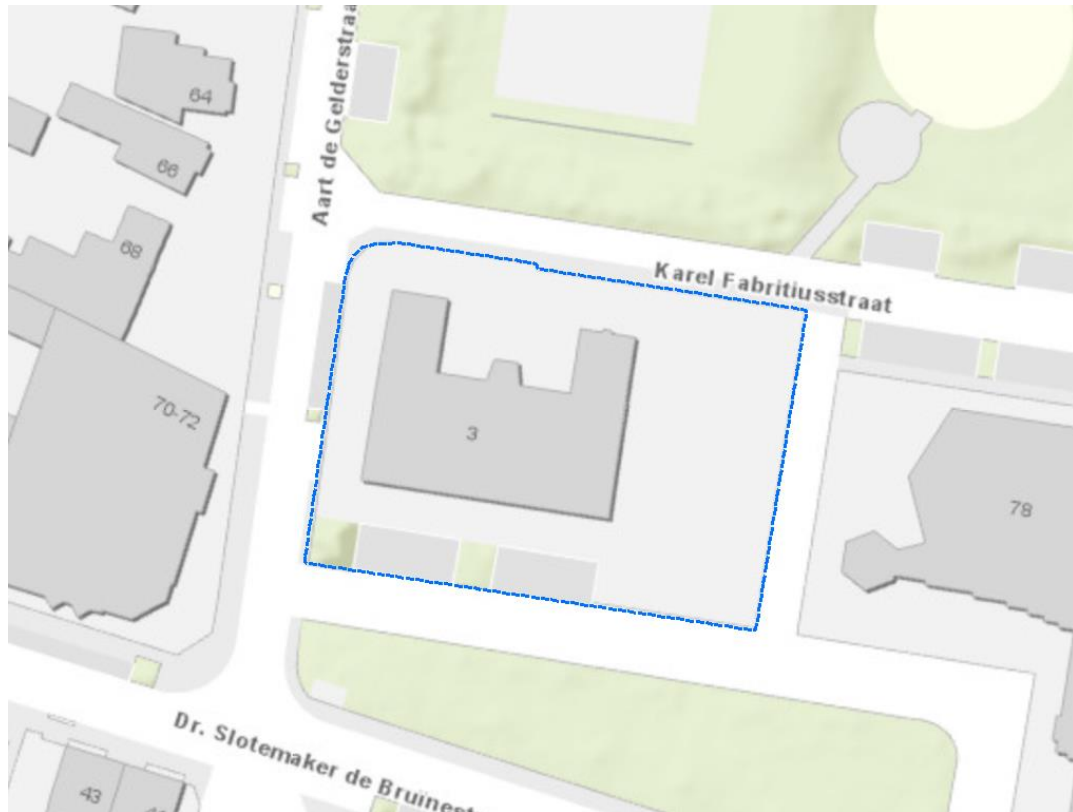 64
Aart de Gelderstraa
66
68
Karel Fabritiusstraat
70-72
3
78
Dr. Slotemaker de Bruïnest
43